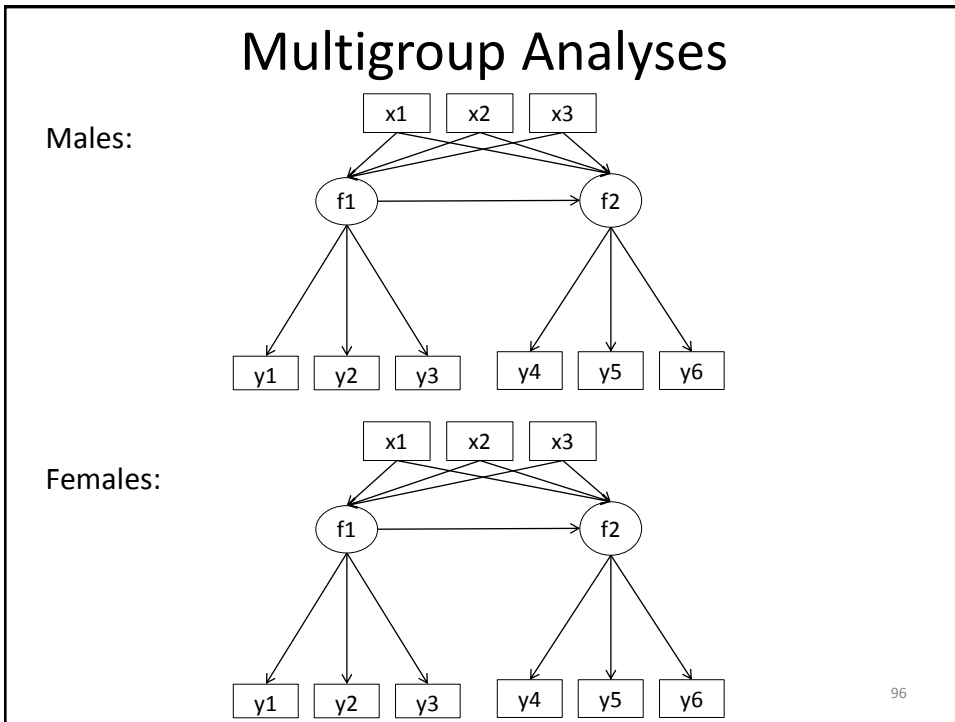 Multigroup Analyses
Males:
x1 x2 x3
f1 f2
y1 y2 y3 y4 y5 y6
Females:
x1 x2 x3
f1 f2
y1 y2 y3 y4 y5 y6
96